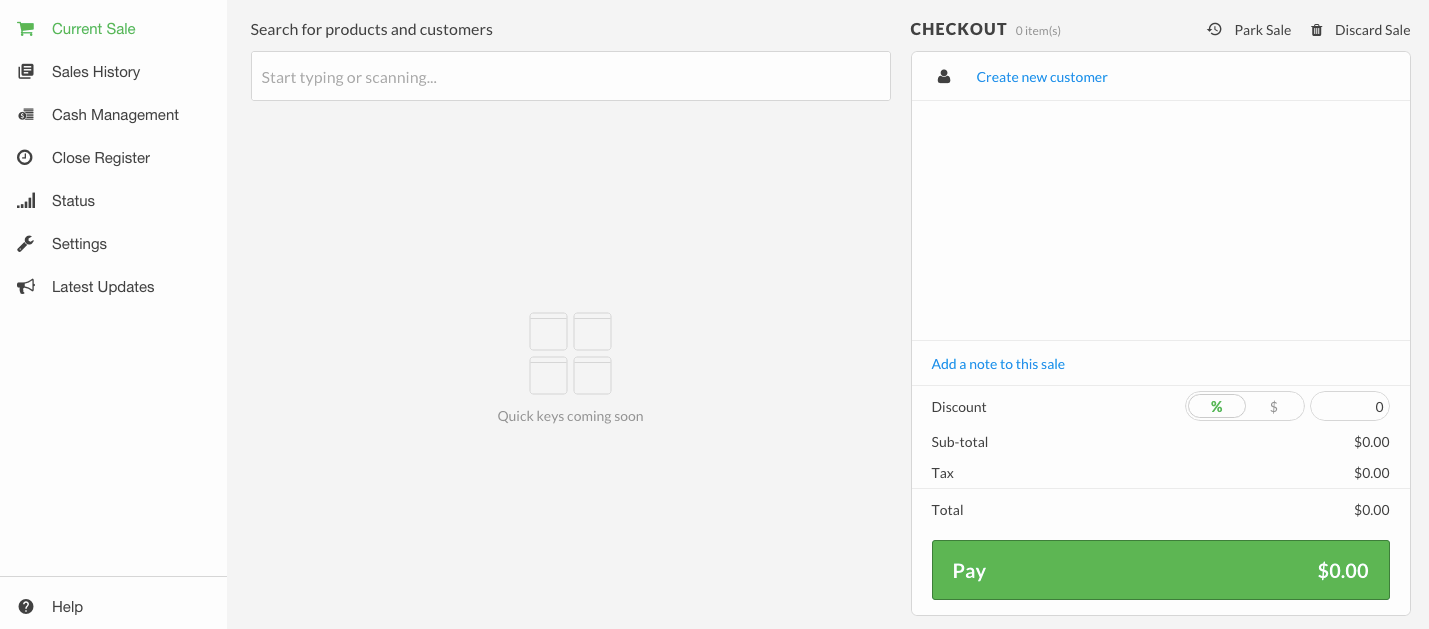 Current Sale
Sales History
Cash Management
Close Register
Status
Settings
Latest Updates
Help
Search for products and customers
Start typing or scanning...
Quick keys coming soon
CHECKOUT 0 item(s) Park Sale Discard Sale
Create new customer
Add a note to this sale
Discount % $ 0
Sub-total $0.00
Tax $0.00
Total $0.00
Pay $0.00